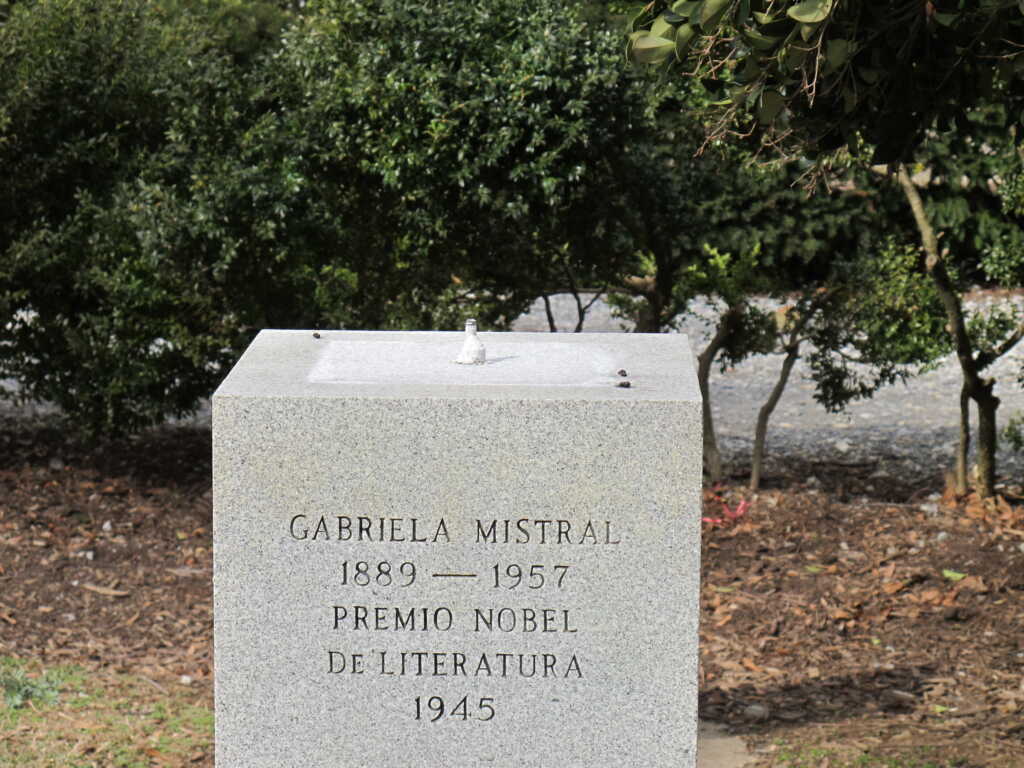 GABRIELA MISTRAL
1889 — 1957
PREMIO NOBEL
DE LITERATURA
1945